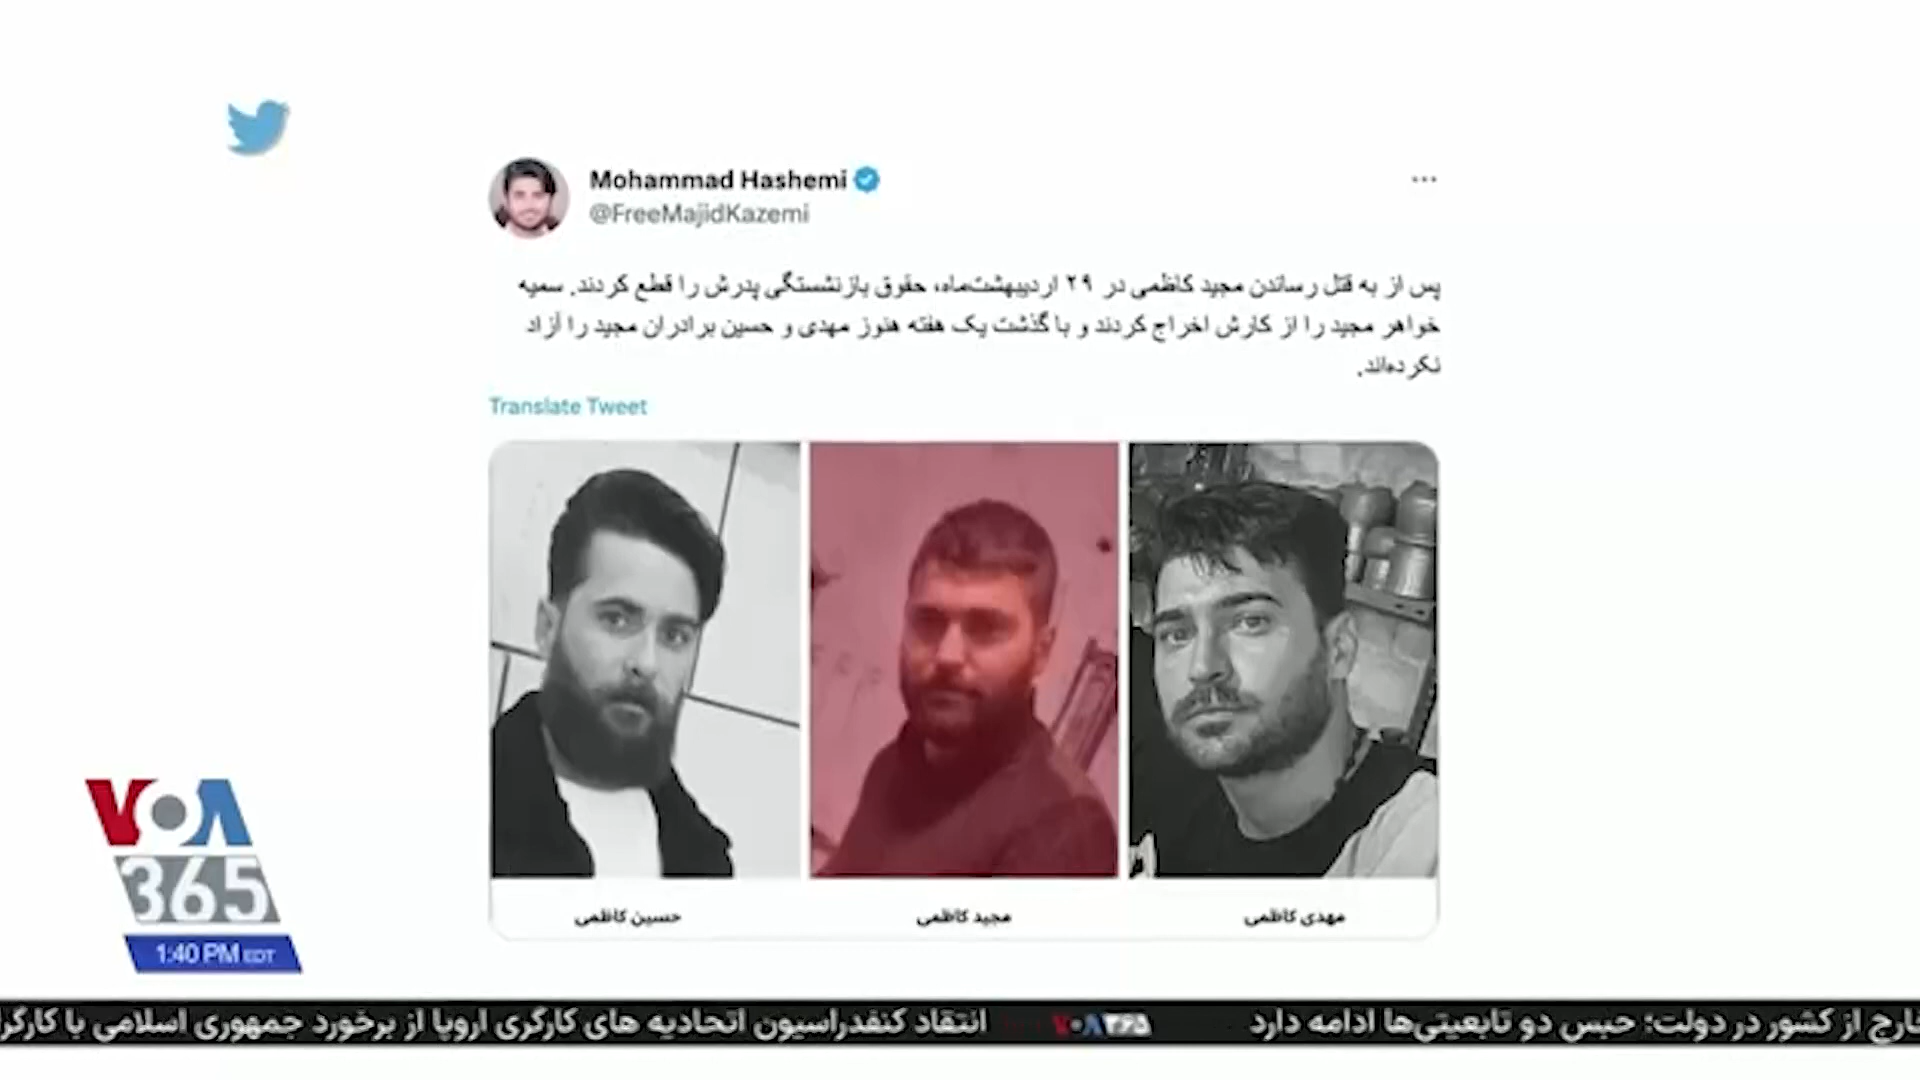 Mohammad Hashemi
@FreeMajidKazemi
پس از به قتل رساندن مجید کاظمی در ۲۹ اردیبهشت‌ماه، حقوق بازنشستگی پدرش را قطع کردند. سمیه
خواهر مجید را از کارش اخراج کردند و با گذشت یک هفته هنوز مهدی و حسین برادران مجید را آزاد
نکرده‌اند.
Translate Tweet
حسین کاظمی
مجید کاظمی
مهدی کاظمی
VOA
365
1:40 PM EDT
خارج از کشور در دولت؛ حبس دو تابعیتی‌ها ادامه دارد VOA365 انتقاد کنفدراسیون اتحادیه های کارگری اروپا از برخورد جمهوری اسلامی با